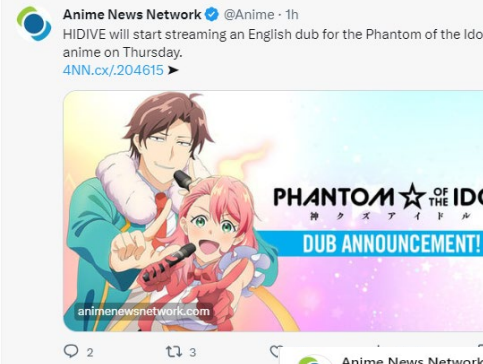 Anime News Network @Anime · 1h
HIDIVE will start streaming an English dub for the Phantom of the
anime on Thursday.
4NN.cx/.204615 ➤
PHANTOM ☆ OF THE
神クズアイドル
DUB ANNOUNCEMENT!
animenewsnetwork.com
2 3
Anime News Network